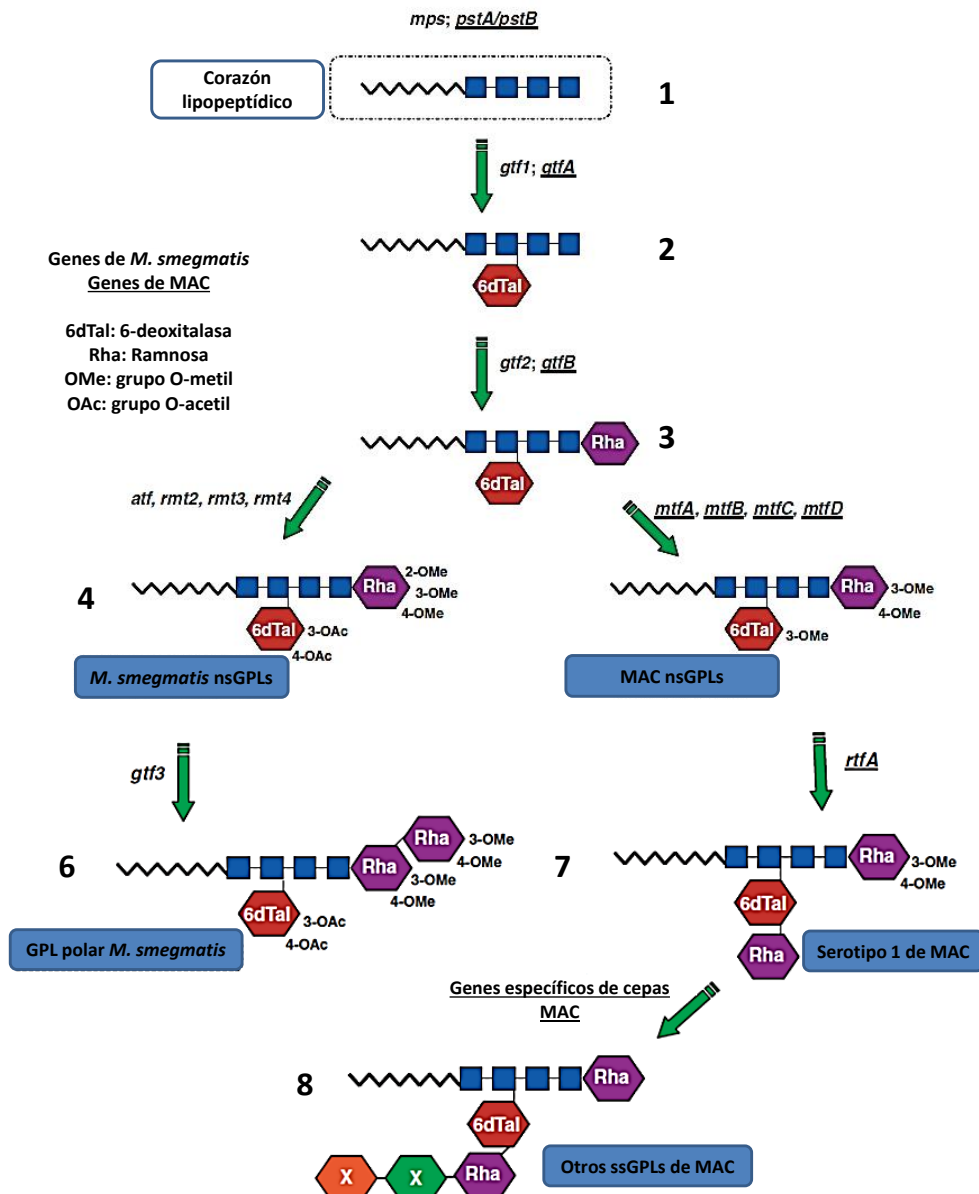 mps; pstA/pstB
Corazón
lipopeptídico
1
gtf1; gtfA
2
Genes de M. smegmatis
Genes de MAC
6dTal
6dTal: 6-deoxitalasa
Rha: Ramnosa
OMe: grupo O-metil
OAc: grupo O-acetil
gtf2; gtfB
Rha
3
6dTal
atf, rmt2, rmt3, rmt4
mtfA, mtfB, mtfC, mtfD
4
Rha
2-OMe
3-OMe
4-OMe
6dTal
3-OAc
4-OAc
M. smegmatis nsGPLs
Rha
3-OMe
4-OMe
6dTal
3-OMe
MAC nsGPLs
gtf3
rtfA
6
Rha
3-OMe
4-OMe
Rha
3-OMe
4-OMe
6dTal
3-OAc
4-OAc
GPL polar M. smegmatis
7
Rha
3-OMe
4-OMe
6dTal
Rha
Serotipo 1 de MAC
Genes específicos de cepas
MAC
8
Rha
6dTal
X
X
Rha
Otros ssGPLs de MAC